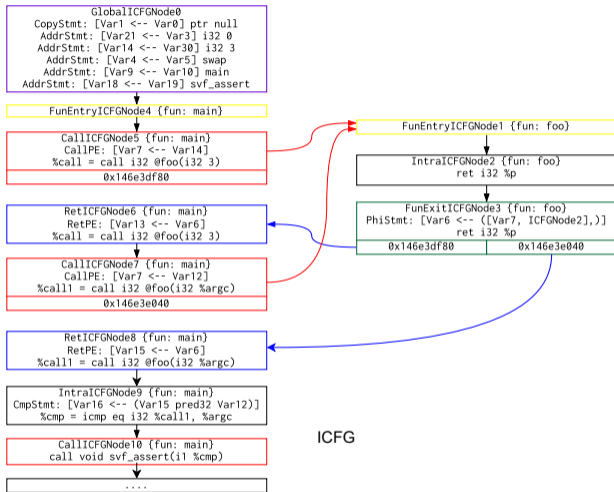 GlobalICFGNode0
CopyStmt: [Var1 <-- Var0] ptr null
AddrStmt: [Var21 <-- Var3] i32 0
AddrStmt: [Var14 <-- Var30] i32 3
AddrStmt: [Var4 <-- Var5] swap
AddrStmt: [Var9 <-- Var10] main
AddrStmt: [Var18 <-- Var19] svf_assert
FunEntryICFGNode4 {fun: main}
CallICFGNode5 {fun: main}
CallPE: [Var7 <-- Var14]
%call = call i32 @foo(i32 3)
0x146e3df80
RetICFGNode6 {fun: main}
RetPE: [Var13 <-- Var6]
%call = call i32 @foo(i32 3)
CallICFGNode7 {fun: main}
CallPE: [Var7 <-- Var12]
%call1 = call i32 @foo(i32 %argc)
0x146e3e040
RetICFGNode8 {fun: main}
RetPE: [Var15 <-- Var6]
%call1 = call i32 @foo(i32 %argc)
IntraICFGNode9 {fun: main}
CmpStmt: [Var16 <-- (Var15 pred32 Var12)]
%cmp = icmp eq i32 %call1, %argc
CallICFGNode10 {fun: main}
call void svf_assert(i1 %cmp)
....
FunEntryICFGNode1 {fun: foo}
IntraICFGNode2 {fun: foo}
ret i32 %p
FunExitICFGNode3 {fun: foo}
PhiStmt: [Var6 <-- ([Var7, ICFGNode2],)]
ret i32 %p
0x146e3df80 0x146e3e040
ICFG